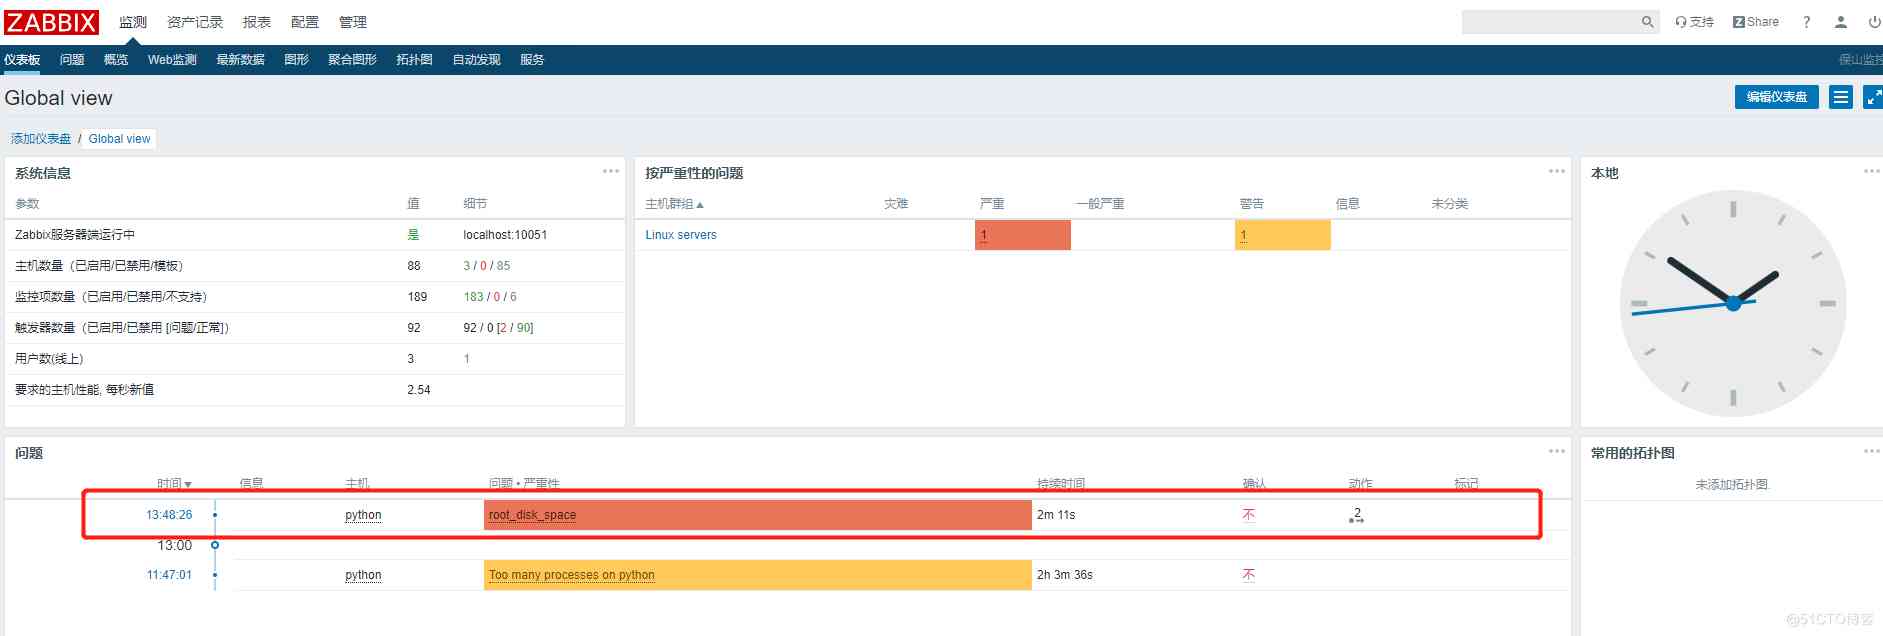 ZABBIX 监测 资产记录 报表 配置 管理 支持 Z Share ?
仪表板 问题 概览 Web监测 最新数据 图形 聚合图形 拓扑图 自动发现 服务 保山监控
Global view 编辑仪表盘
添加仪表盘 / Global view
系统信息
参数 值 细节
Zabbix服务器端运行中 是 localhost:10051
主机数量（已启用/已禁用/模板） 88 3 / 0 / 85
监控项数量（已启用/已禁用/不支持） 189 183 / 0 / 6
触发器数量（已启用/已禁用 [问题/正常]） 92 92 / 0 [2 / 90]
用户数(线上) 3 1
要求的主机性能, 每秒新值 2.54
按严重性的问题
主机群组▲ 灾难 严重 一般严重 警告 信息 未分类
Linux servers 1 1
本地
问题
时间▼ 信息 主机 问题 • 严重性 持续时间 确认 动作 标记
13:48:26 python root_disk_space 2m 11s 不 2
13:00
11:47:01 python Too many processes on python 2h 3m 36s 不
常用的拓扑图
未添加拓扑图.
@51CTO博客